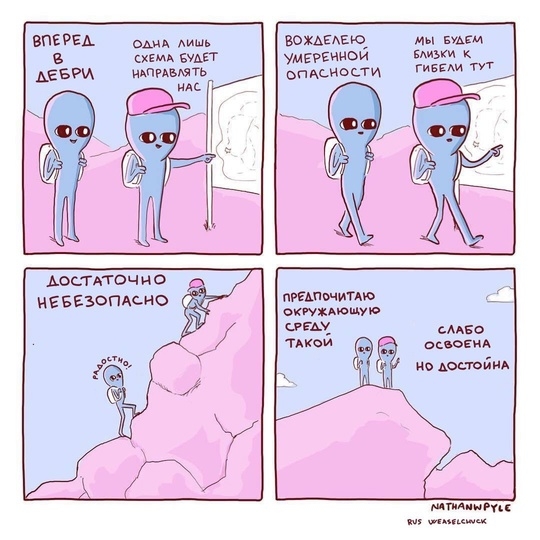 ВПЕРЕД
В
ДЕБРИ
ОДНА ЛИШЬ
СХЕМА БУДЕТ
НАПРАВЛЯТЬ
НАС
ВОЖДЕЛЕЮ
УМЕРЕННОЙ
ОПАСНОСТИ
МЫ БУДЕМ
БЛИЗКИ К
ГИБЕЛИ ТУТ
ДОСТАТОЧНО
НЕБЕЗОПАСНО
РАДОСТНО!
ПРЕДПОЧИТАЮ
ОКРУЖАЮЩУЮ
СРЕДУ
ТАКОЙ
СЛАБО
ОСВОЕНА
НО ДОСТОЙНА
NATHANWPYLE
RUS WEASELCHUCK